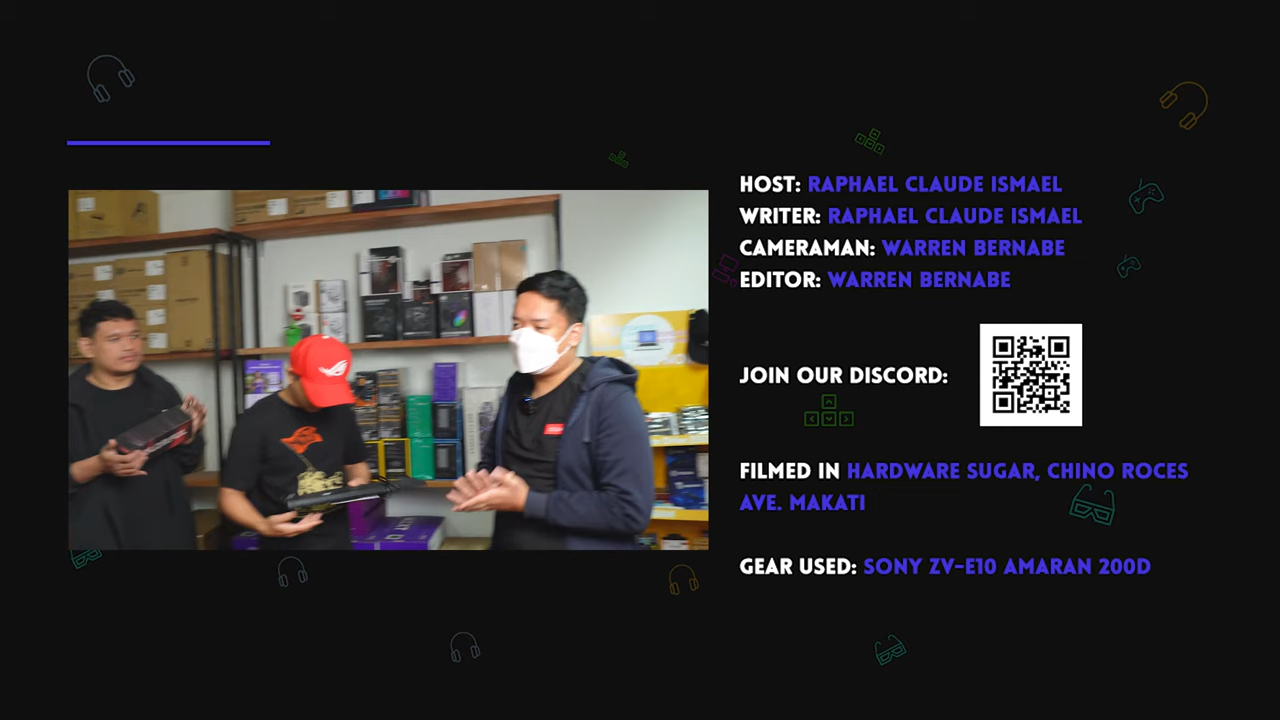 HOST: RAPHAEL CLAUDE ISMAEL
WRITER: RAPHAEL CLAUDE ISMAEL
CAMERAMAN: WARREN BERNABE
EDITOR: WARREN BERNABE
JOIN OUR DISCORD:
FILMED IN HARDWARE SUGAR, CHINO ROCES
AVE. MAKATI
GEAR USED: SONY ZV-E10 AMARAN 200D